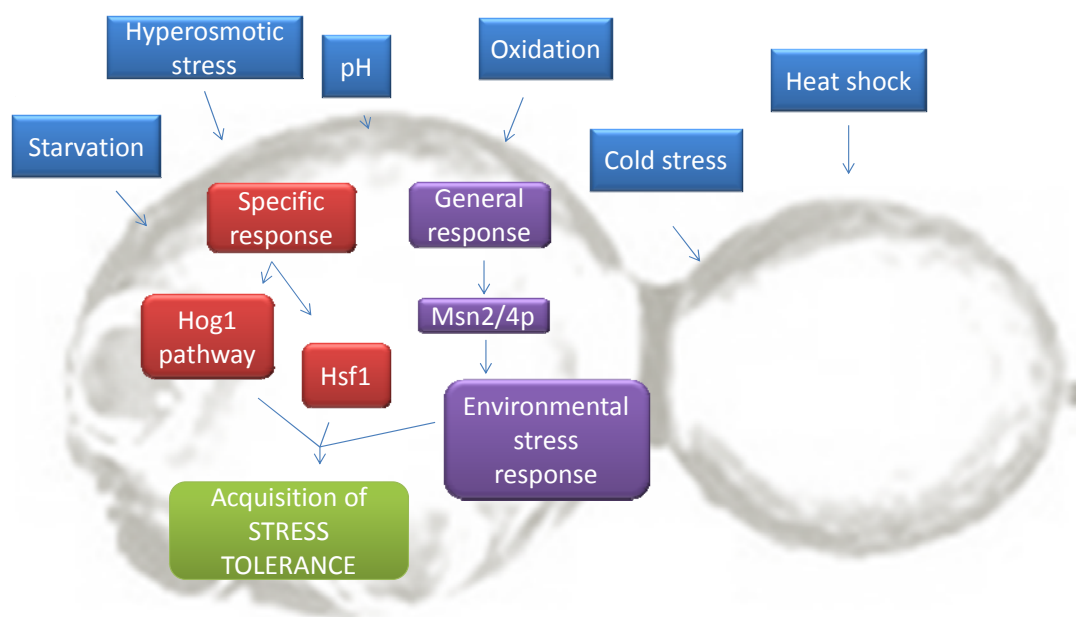 Hyperosmotic
stress
pH
Oxidation
Heat shock
Starvation
Cold stress
Specific
response
General
response
Hog1
pathway
Msn2/4p
Hsf1
Environmental
stress
response
Acquisition of
STRESS
TOLERANCE